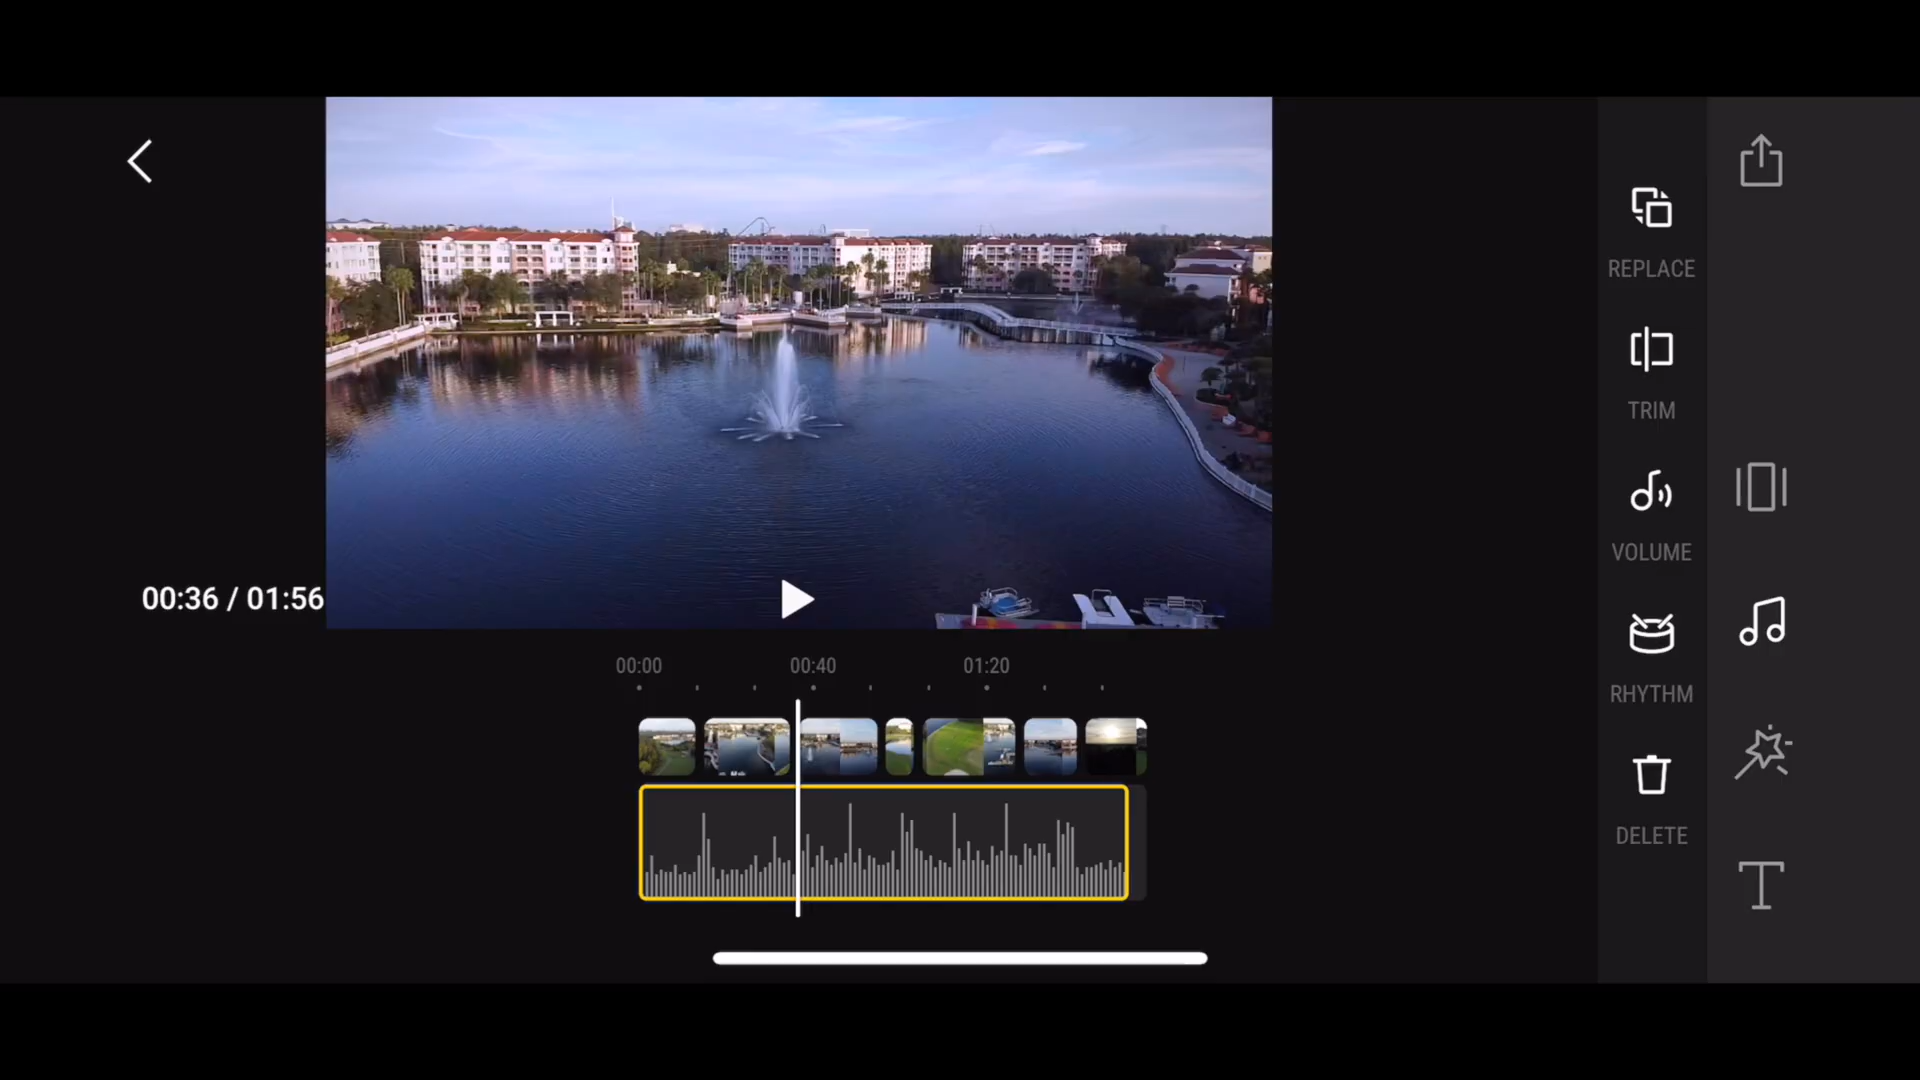 REPLACE
TRIM
VOLUME
RHYTHM
DELETE
00:36 / 01:56
00:00 00:40 01:20